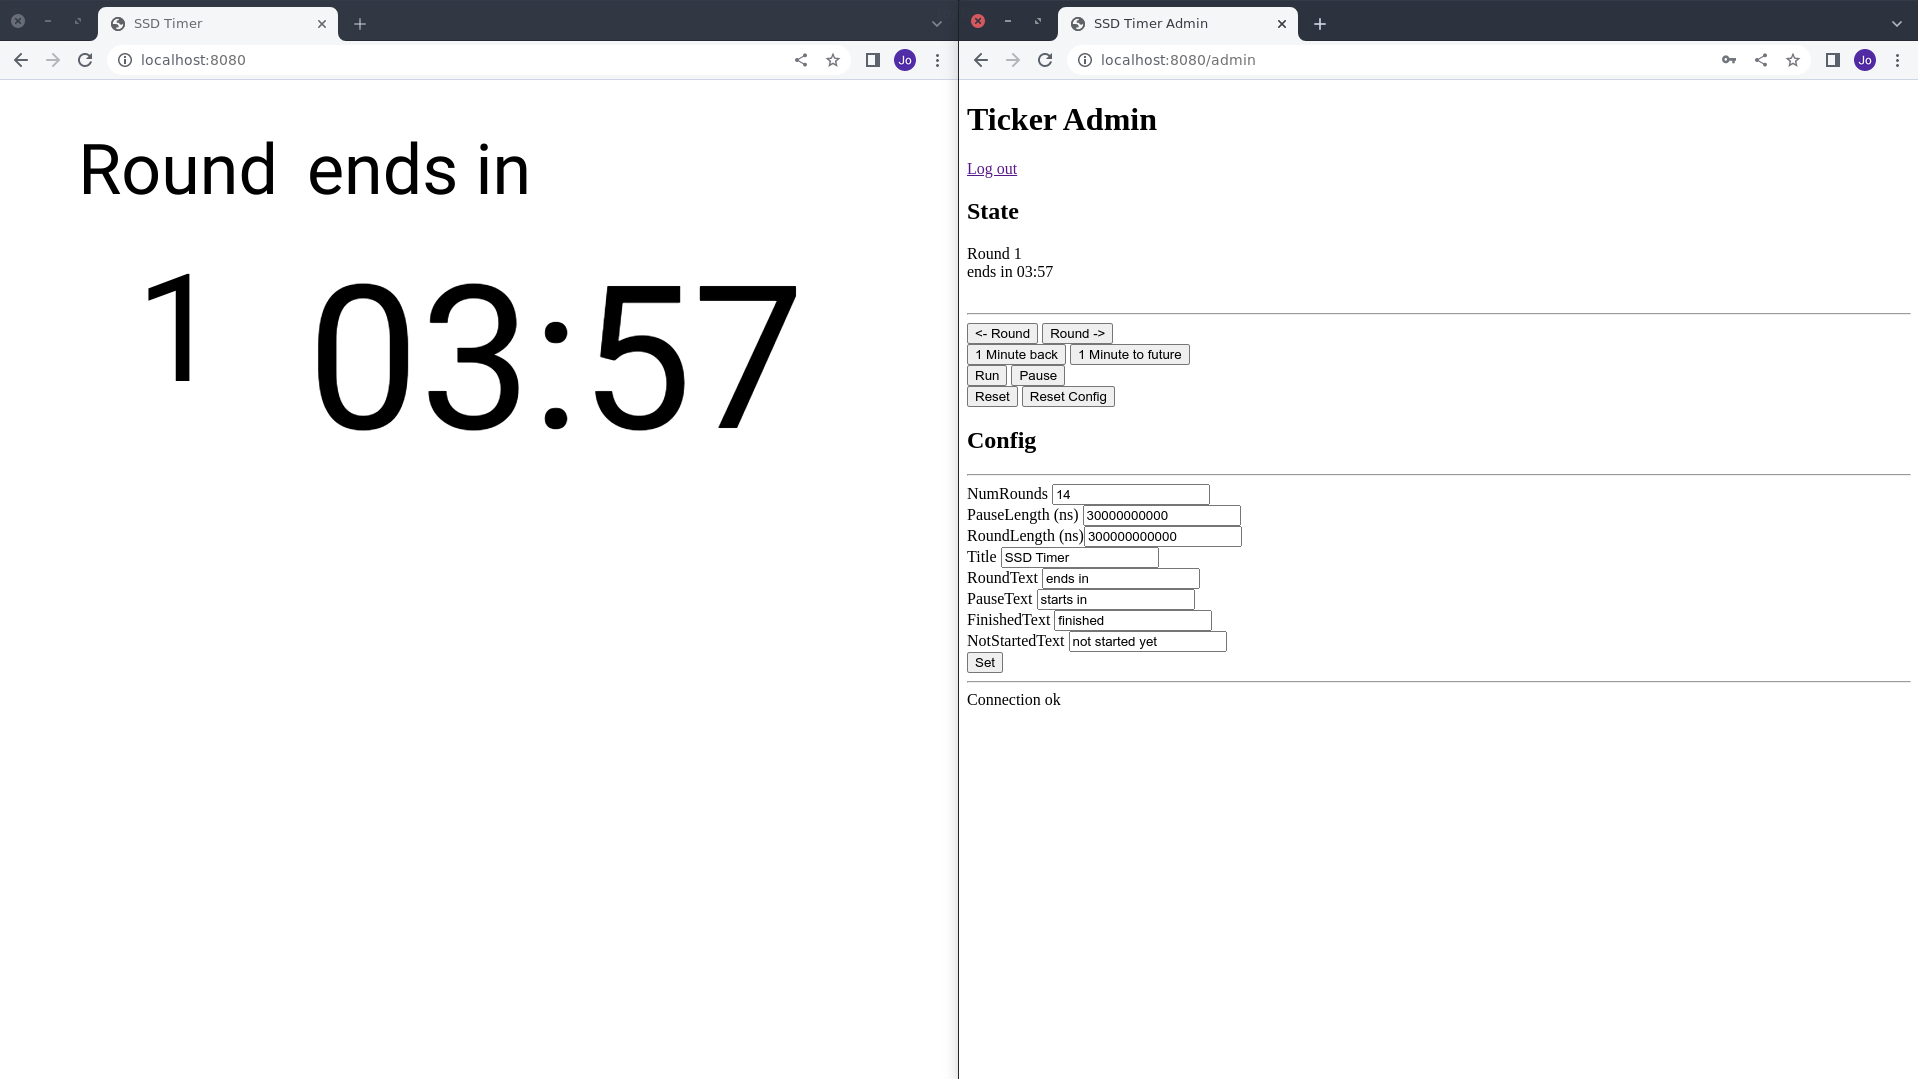 SSD Timer
localhost:8080
Jo
Round ends in
1 03:57
SSD Timer Admin
localhost:8080/admin
Jo
Ticker Admin
Log out
State
Round 1
ends in 03:57
<- Round Round ->
1 Minute back 1 Minute to future
Run Pause
Reset Reset Config
Config
NumRounds 14
PauseLength (ns) 30000000000
RoundLength (ns) 300000000000
Title SSD Timer
RoundText ends in
PauseText starts in
FinishedText finished
NotStartedText not started yet
Set
Connection ok